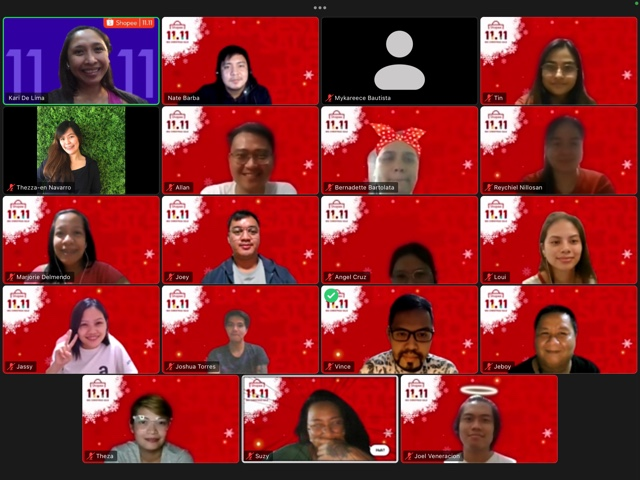 Shopee 11.11
11 11
Kari De Lima
11.11
Nate Barba
Mykareece Bautista
11.11
Tin
Thezza-en Navarro
11.11
Allan
11.11
Bernadette Bartolata
11.11
Reychiel Nillosan
11.11
Marjorie Delmendo
11.11
Joey
11.11
Angel Cruz
11.11
Loui
11.11
Jassy
11.11
Joshua Torres
11.11
Vince
11.11
Jeboy
11.11
Theza
11.11
Suzy
Huh?
11.11
Joel Veneracion